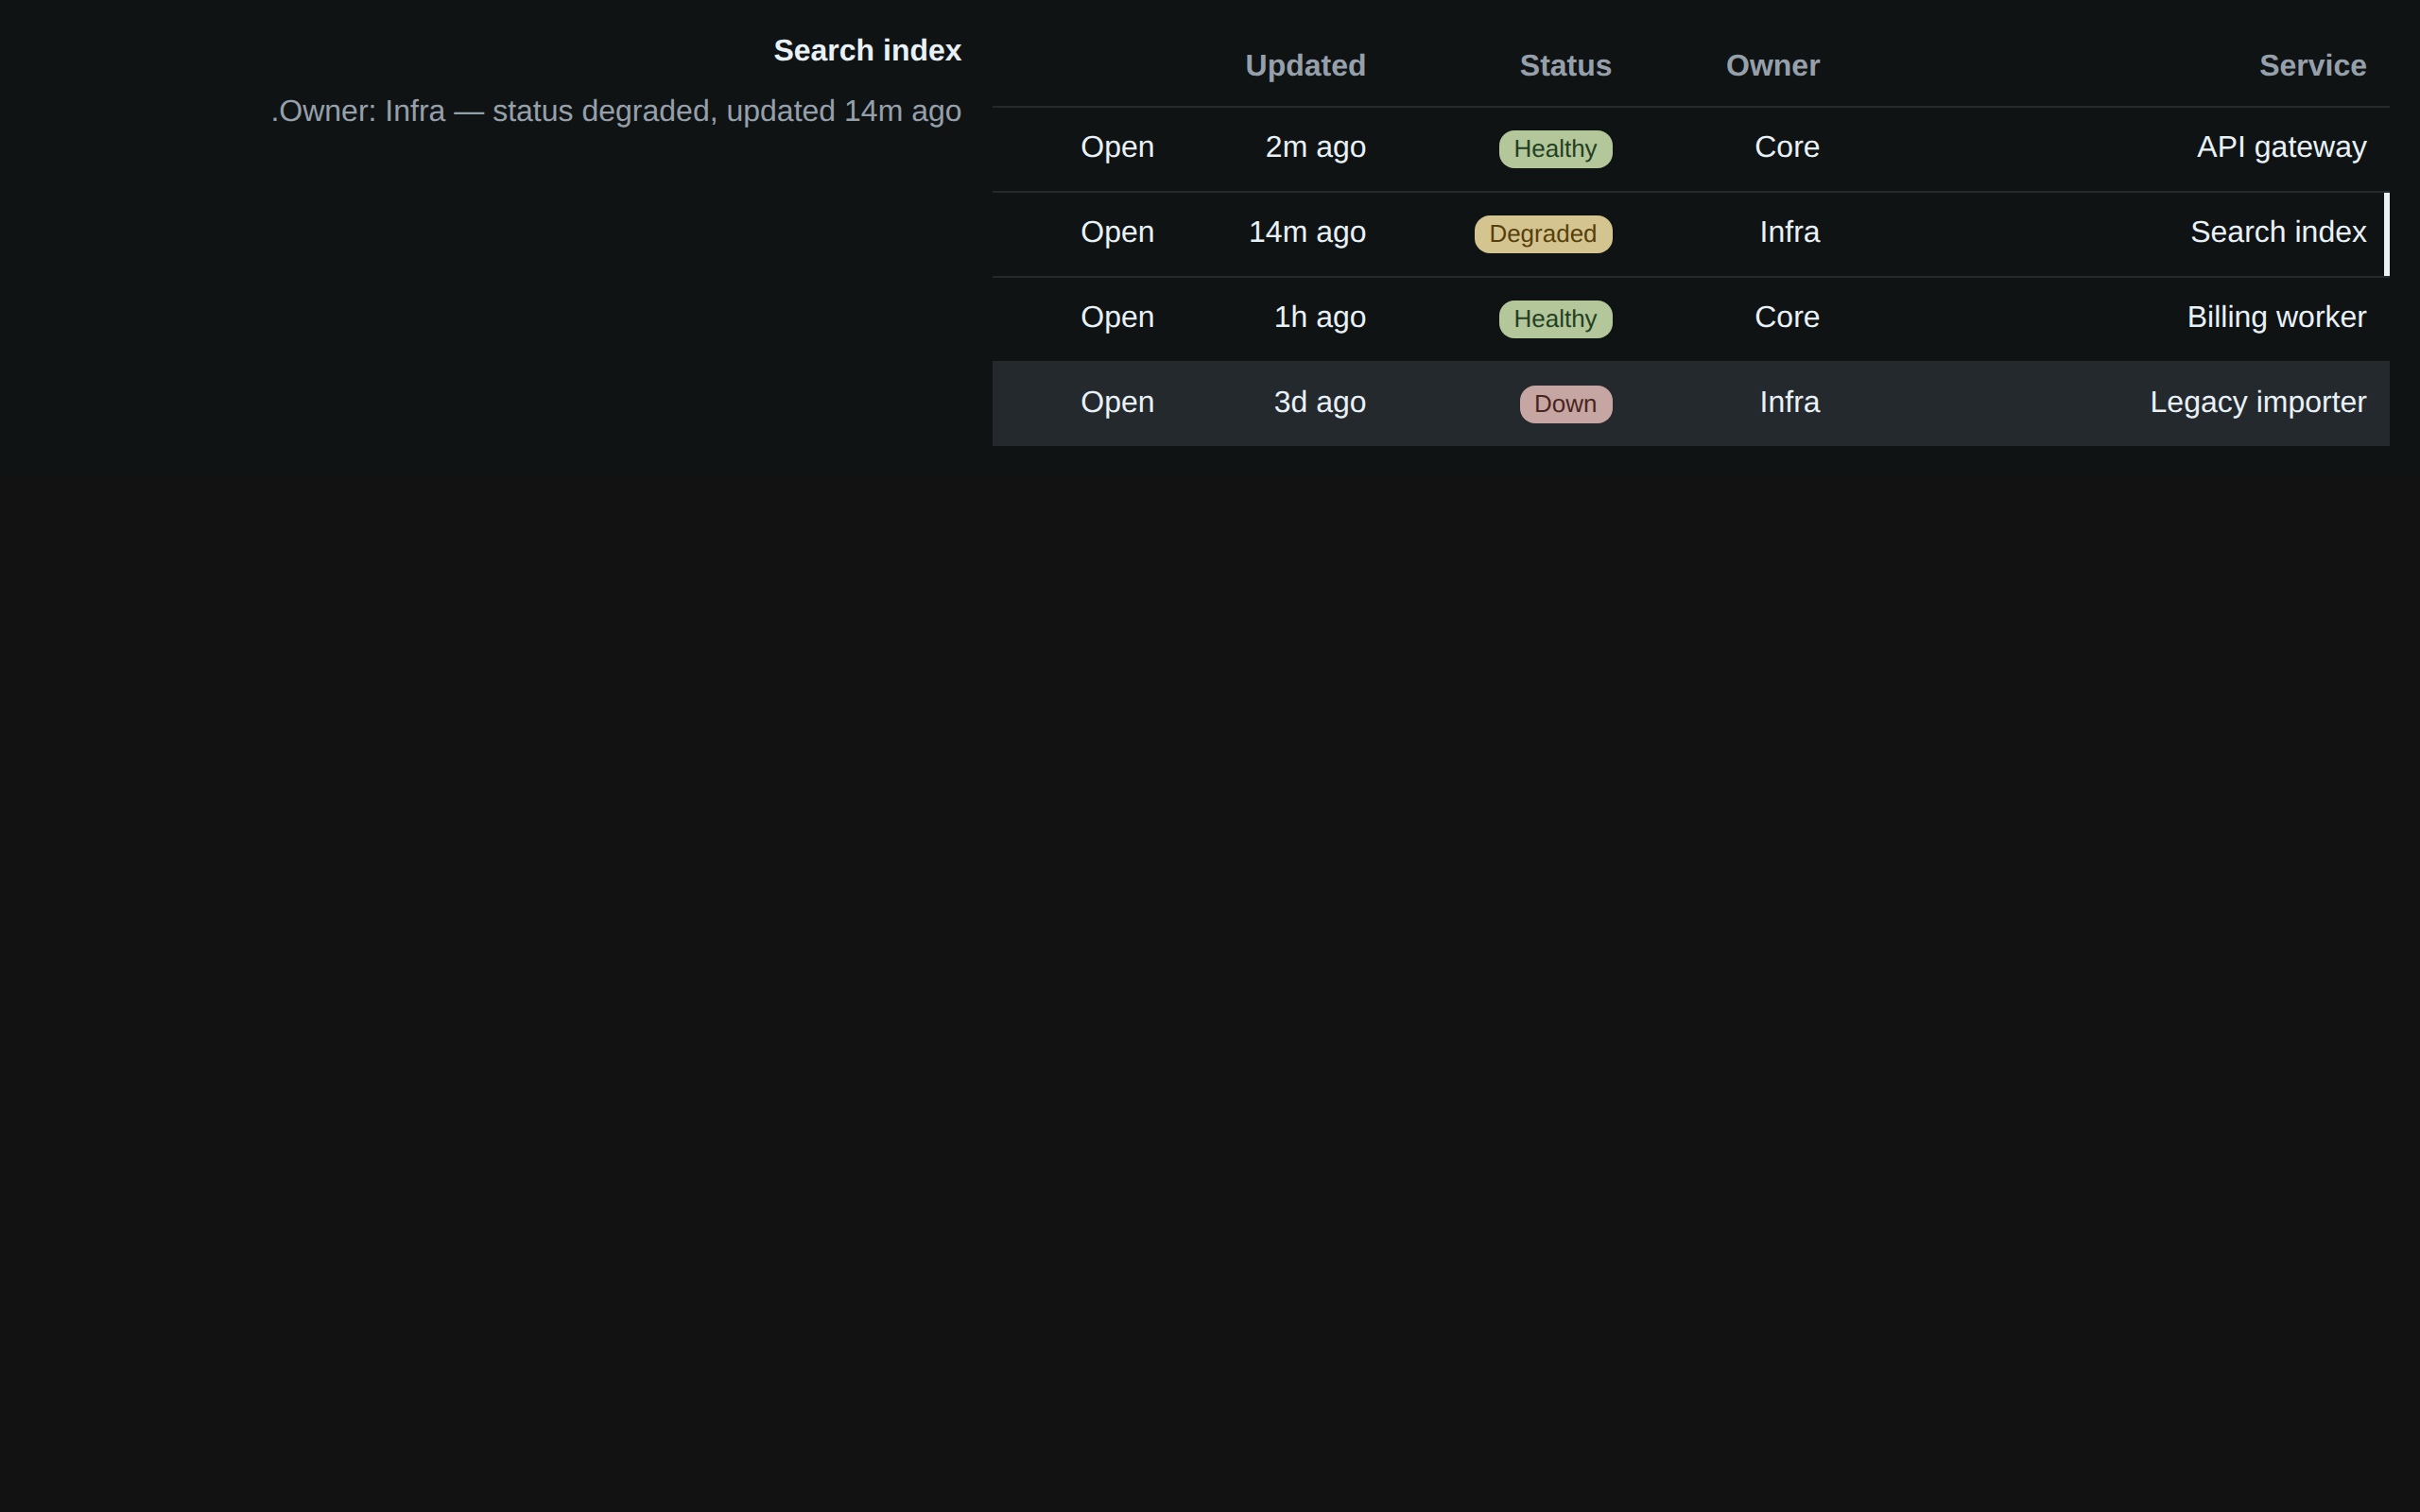 Service Owner Status Updated
API gateway Core Healthy 2m ago Open
Search index Infra Degraded 14m ago Open
Billing worker Core Healthy 1h ago Open
Legacy importer Infra Down 3d ago Open
Search index
.Owner: Infra — status degraded, updated 14m ago